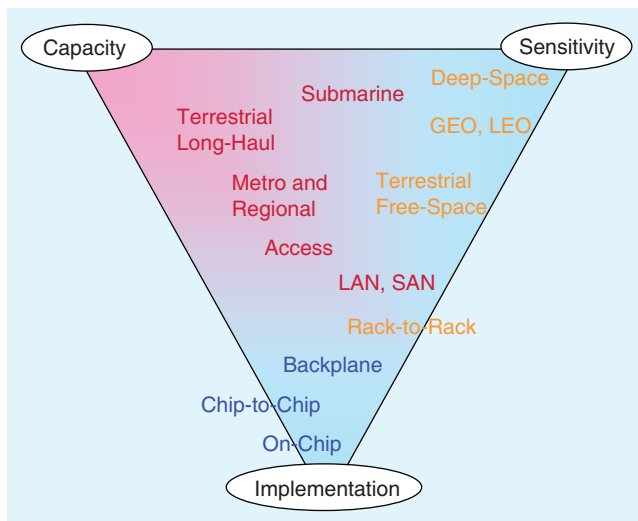 Capacity
Sensitivity
Deep-Space
Submarine
Terrestrial
Long-Haul
GEO, LEO
Metro and
Regional
Terrestrial
Free-Space
Access
LAN, SAN
Rack-to-Rack
Backplane
Chip-to-Chip
On-Chip
Implementation